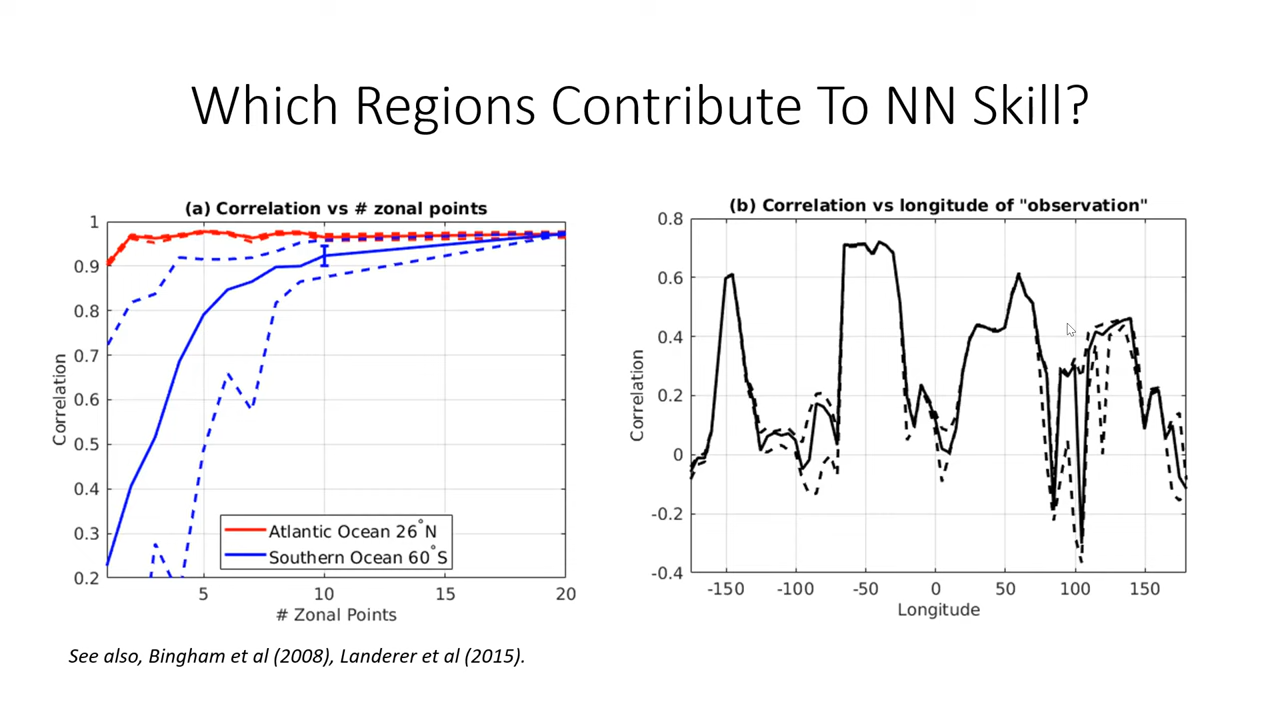 Which Regions Contribute To NN Skill?
(a) Correlation vs # zonal points
1
0.9
0.8
0.7
0.6
0.5
0.4
0.3
0.2
Correlation
5
10
15
20
# Zonal Points
Atlantic Ocean 26°N
Southern Ocean 60°S
(b) Correlation vs longitude of "observation"
0.8
0.6
0.4
0.2
0
-0.2
-0.4
Correlation
-150
-100
-50
0
50
100
150
Longitude
See also, Bingham et al (2008), Landerer et al (2015).